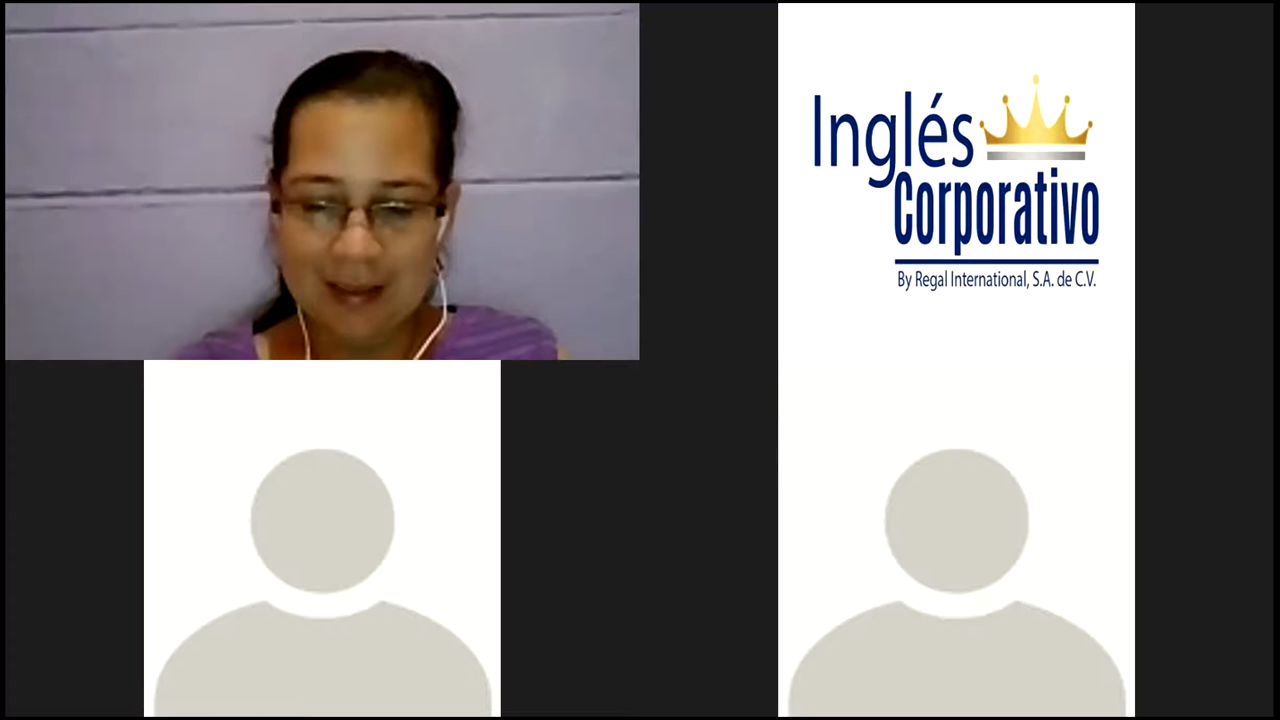 Inglés
Corporativo
By Regal International, S.A. de C.V.